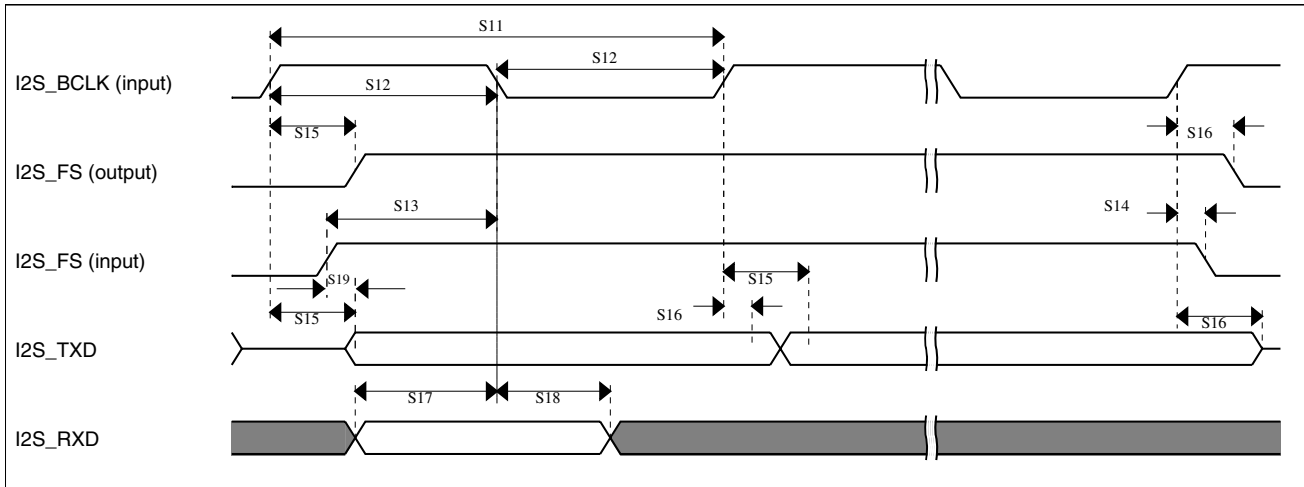 S11
I2S_BCLK (input)
S12
S12
S15
S16
I2S_FS (output)
S13
S14
I2S_FS (input)
S19
S15
S15
S16
S16
I2S_TXD
S17
S18
I2S_RXD